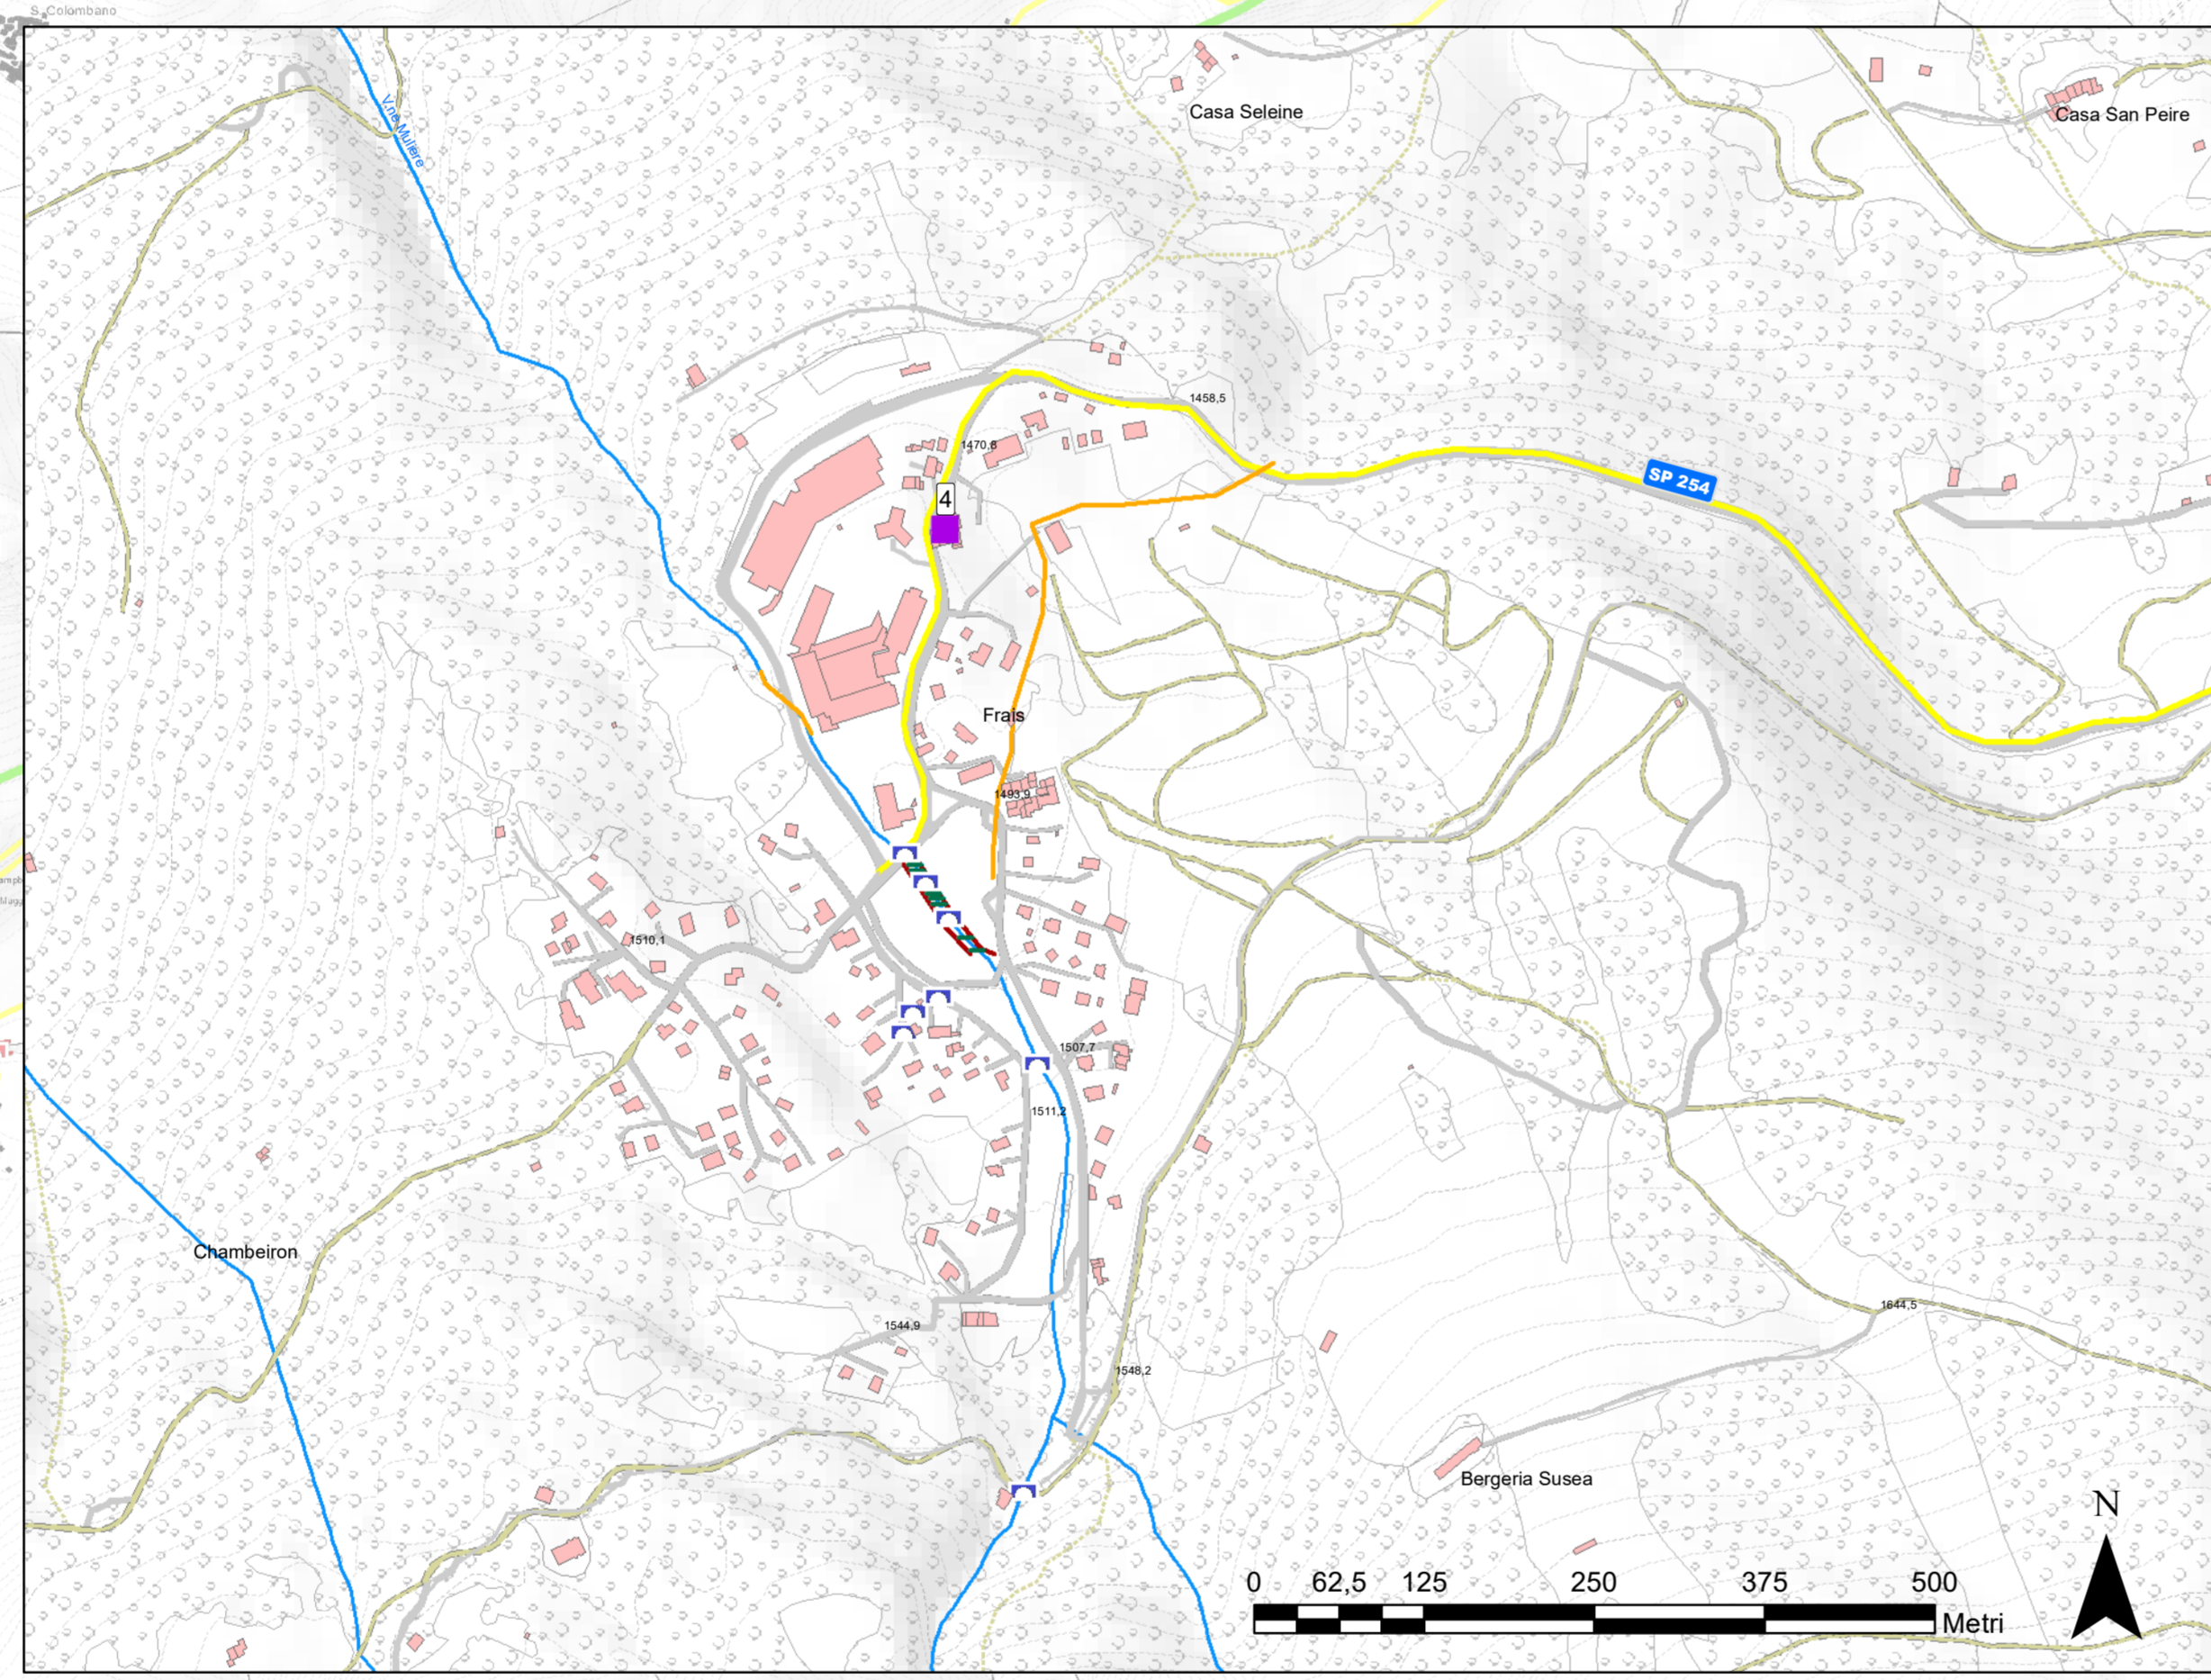 S. Colombano
V.ne Muliere
Casa Seleine
Casa San Peire
1458,5
1470,6
SP 254
4
Frais
1493,9
1510,1
1507,7
1511,2
Chambeiron
1644,5
1544,9
1548,2
Bergeria Susea
N
0 62,5 125 250 375 500
Metri